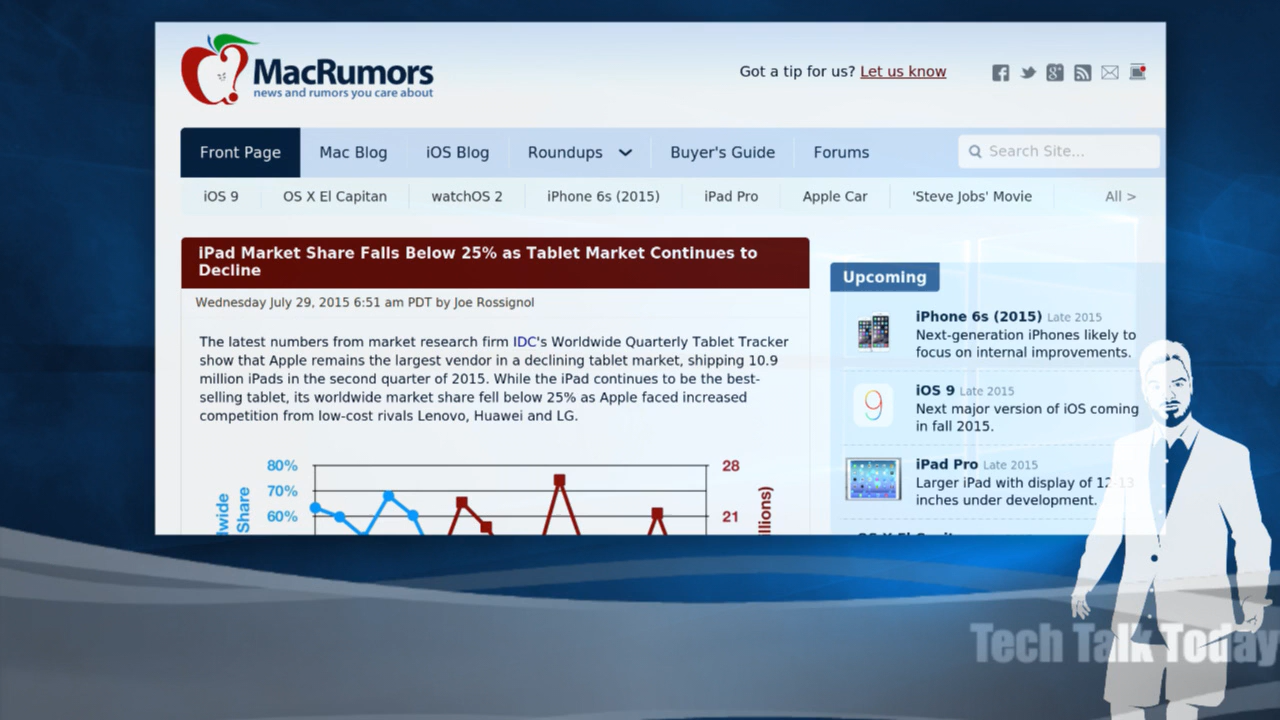 MacRumors
news and rumors you care about
Got a tip for us? Let us know
Front Page Mac Blog iOS Blog Roundups Buyer's Guide Forums Search Site...
iOS 9 OS X El Capitan watchOS 2 iPhone 6s (2015) iPad Pro Apple Car 'Steve Jobs' Movie All >
iPad Market Share Falls Below 25% as Tablet Market Continues to
Decline
Wednesday July 29, 2015 6:51 am PDT by Joe Rossignol
The latest numbers from market research firm IDC's Worldwide Quarterly Tablet Tracker
show that Apple remains the largest vendor in a declining tablet market, shipping 10.9
million iPads in the second quarter of 2015. While the iPad continues to be the best-
selling tablet, its worldwide market share fell below 25% as Apple faced increased
competition from low-cost rivals Lenovo, Huawei and LG.
80%
70%
60%
Share
28
21
Upcoming
iPhone 6s (2015) Late 2015
Next-generation iPhones likely to
focus on internal improvements.
9
iOS 9 Late 2015
Next major version of iOS coming
in fall 2015.
iPad Pro Late 2015
Larger iPad with display of 12-13
inches under development.
Tech Talk Today